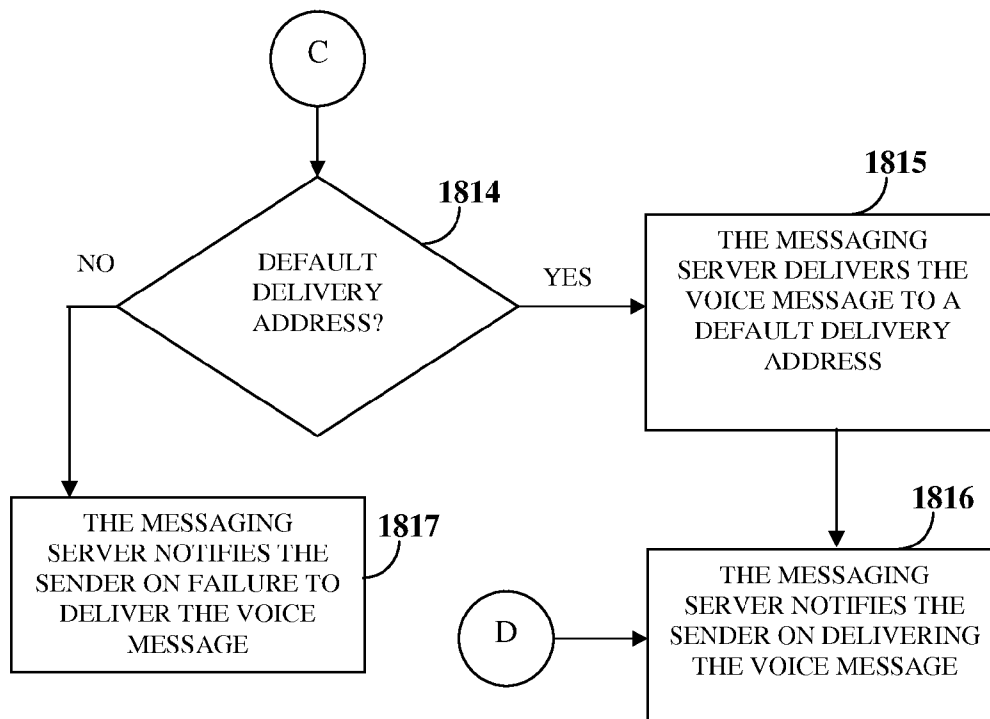 C
1814
DEFAULT
DELIVERY
ADDRESS?
NO
YES
1815
THE MESSAGING
SERVER DELIVERS THE
VOICE MESSAGE TO A
DEFAULT DELIVERY
ADDRESS
1817
THE MESSAGING
SERVER NOTIFIES THE
SENDER ON FAILURE TO
DELIVER THE VOICE
MESSAGE
1816
THE MESSAGING
SERVER NOTIFIES THE
SENDER ON DELIVERING
THE VOICE MESSAGE
D